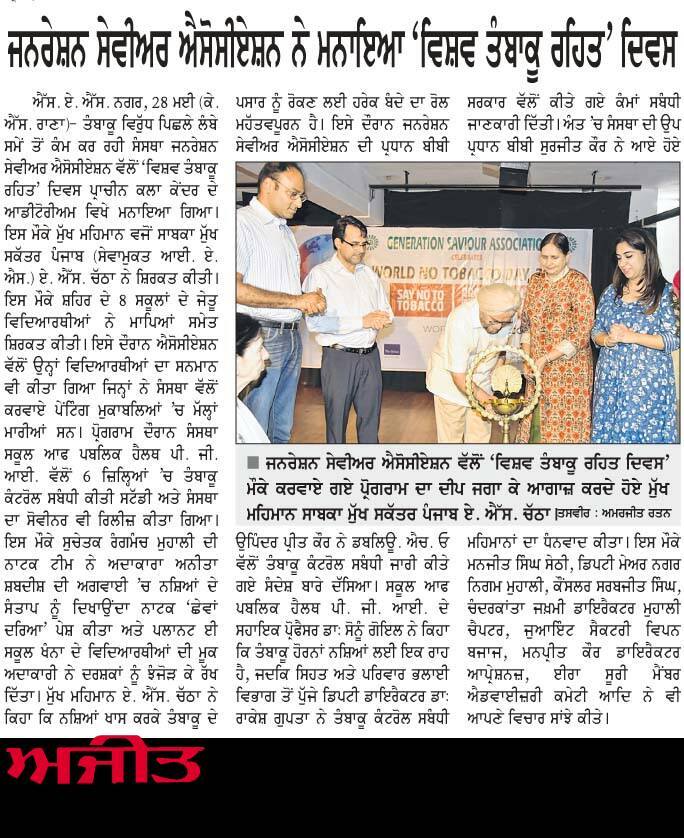 ਜਨਰੇਸ਼ਨ ਸੇਵੀਅਰ ਐਸੋਸੀਏਸ਼ਨ ਨੇ ਮਨਾਇਆ ‘ਵਿਸ਼ਵ ਤੰਬਾਕੂ ਰਹਿਤ’ ਦਿਵਸ
ਐੱਸ. ਏ. ਐੱਸ. ਨਗਰ, 28 ਮਈ (ਕੇ.
ਐੱਸ. ਰਾਣਾ)- ਤੰਬਾਕੂ ਵਿਰੁੱਧ ਪਿਛਲੇ ਲੰਬੇ
ਸਮੇਂ ਤੋਂ ਕੰਮ ਕਰ ਰਹੀ ਸੰਸਥਾ ਜਨਰੇਸ਼ਨ
ਸੇਵੀਅਰ ਐਸੋਸੀਏਸ਼ਨ ਵੱਲੋਂ ‘ਵਿਸ਼ਵ ਤੰਬਾਕੂ
ਰਹਿਤ’ ਦਿਵਸ ਪ੍ਰਾਚੀਨ ਕਲਾ ਕੇਂਦਰ ਦੇ
ਆਡੀਟੋਰੀਅਮ ਵਿਖੇ ਮਨਾਇਆ ਗਿਆ।
ਇਸ ਮੌਕੇ ਮੁੱਖ ਮਹਿਮਾਨ ਵਜੋਂ ਸਾਬਕਾ ਮੁੱਖ
ਸਕੱਤਰ ਪੰਜਾਬ (ਸੇਵਾਮੁਕਤ ਆਈ. ਏ.
ਐਸ.) ਏ. ਐੱਸ. ਚੱਠਾ ਨੇ ਸ਼ਿਰਕਤ ਕੀਤੀ।
ਇਸ ਮੌਕੇ ਸ਼ਹਿਰ ਦੇ 8 ਸਕੂਲਾਂ ਦੇ ਜੇਤੂ
ਵਿਦਿਆਰਥੀਆਂ ਨੇ ਮਾਪਿਆਂ ਸਮੇਤ
ਸ਼ਿਰਕਤ ਕੀਤੀ। ਇਸੇ ਦੌਰਾਨ ਐਸੋਸੀਏਸ਼ਨ
ਵੱਲੋਂ ਉਨ੍ਹਾਂ ਵਿਦਿਆਰਥੀਆਂ ਦਾ ਸਨਮਾਨ
ਵੀ ਕੀਤਾ ਗਿਆ ਜਿਨ੍ਹਾਂ ਨੇ ਸੰਸਥਾ ਵੱਲੋਂ
ਕਰਵਾਏ ਪੇਂਟਿੰਗ ਮੁਕਾਬਲਿਆਂ ’ਚ ਮੱਲ੍ਹਾਂ
ਮਾਰੀਆਂ ਸਨ। ਪ੍ਰੋਗਰਾਮ ਦੌਰਾਨ ਸੰਸਥਾ
ਸਕੂਲ ਆਫ ਪਬਲਿਕ ਹੈਲਥ ਪੀ. ਜੀ.
ਆਈ. ਵੱਲੋਂ 6 ਜ਼ਿਲ੍ਹਿਆਂ ’ਚ ਤੰਬਾਕੂ
ਕੰਟਰੋਲ ਸਬੰਧੀ ਕੀਤੀ ਸਟੱਡੀ ਅਤੇ ਸੰਸਥਾ
ਦਾ ਸੋਵੀਨਰ ਵੀ ਰਿਲੀਜ਼ ਕੀਤਾ ਗਿਆ।
ਇਸ ਮੌਕੇ ਸੁਚੇਤਕ ਰੰਗਮੰਚ ਮੁਹਾਲੀ ਦੀ
ਨਾਟਕ ਟੀਮ ਨੇ ਅਦਾਕਾਰਾ ਅਨੀਤਾ
ਸ਼ਬਦੀਸ਼ ਦੀ ਅਗਵਾਈ ’ਚ ਨਸ਼ਿਆਂ ਦੇ
ਸੰਤਾਪ ਨੂੰ ਦਿਖਾਉਂਦਾ ਨਾਟਕ ‘ਛੇਵਾਂ
ਦਰਿਆ’ ਪੇਸ਼ ਕੀਤਾ ਅਤੇ ਪਲਾਨਟ ਈ
ਸਕੂਲ ਖੰਨਾ ਦੇ ਵਿਦਿਆਰਥੀਆਂ ਦੀ ਮੂਕ
ਅਦਾਕਾਰੀ ਨੇ ਦਰਸ਼ਕਾਂ ਨੂੰ ਝੰਜੋੜ ਕੇ ਰੱਖ
ਦਿੱਤਾ। ਮੁੱਖ ਮਹਿਮਾਨ ਏ. ਐੱਸ. ਚੱਠਾ ਨੇ
ਕਿਹਾ ਕਿ ਨਸ਼ਿਆਂ ਖਾਸ ਕਰਕੇ ਤੰਬਾਕੂ ਦੇ
ਪਸਾਰ ਨੂੰ ਰੋਕਣ ਲਈ ਹਰੇਕ ਬੰਦੇ ਦਾ ਰੋਲ
ਮਹੱਤਵਪੂਰਨ ਹੈ। ਇਸੇ ਦੌਰਾਨ ਜਨਰੇਸ਼ਨ
ਸੇਵੀਅਰ ਐਸੋਸੀਏਸ਼ਨ ਦੀ ਪ੍ਰਧਾਨ ਬੀਬੀ
GENERATION SAVIOUR ASSOCIATION
CELEBRATES
WORLD NO TOBACCO DAY
SAY NO TO
TOBACCO
■ ਜਨਰੇਸ਼ਨ ਸੇਵੀਅਰ ਐਸੋਸੀਏਸ਼ਨ ਵੱਲੋਂ ‘ਵਿਸ਼ਵ ਤੰਬਾਕੂ ਰਹਿਤ ਦਿਵਸ’
ਮੌਕੇ ਕਰਵਾਏ ਗਏ ਪ੍ਰੋਗਰਾਮ ਦਾ ਦੀਪ ਜਗਾ ਕੇ ਆਗਾਜ਼ ਕਰਦੇ ਹੋਏ ਮੁੱਖ
ਮਹਿਮਾਨ ਸਾਬਕਾ ਮੁੱਖ ਸਕੱਤਰ ਪੰਜਾਬ ਏ. ਐੱਸ. ਚੱਠਾ।ਤਸਵੀਰ : ਅਮਰਜੀਤ ਰਤਨ
ਉਪਿੰਦਰ ਪ੍ਰੀਤ ਕੌਰ ਨੇ ਡਬਲਿਊ. ਐਚ. ਓ
ਵੱਲੋਂ ਤੰਬਾਕੂ ਕੰਟਰੋਲ ਸਬੰਧੀ ਜਾਰੀ ਕੀਤੇ
ਗਏ ਸੰਦੇਸ਼ ਬਾਰੇ ਦੱਸਿਆ। ਸਕੂਲ ਆਫ
ਪਬਲਿਕ ਹੈਲਥ ਪੀ. ਜੀ. ਆਈ. ਦੇ
ਸਹਾਇਕ ਪ੍ਰੋਫੈਸਰ ਡਾ: ਸੋਨੂੰ ਗੋਇਲ ਨੇ ਕਿਹਾ
ਕਿ ਤੰਬਾਕੂ ਹੋਰਨਾਂ ਨਸ਼ਿਆਂ ਲਈ ਇਕ ਰਾਹ
ਹੈ, ਜਦਕਿ ਸਿਹਤ ਅਤੇ ਪਰਿਵਾਰ ਭਲਾਈ
ਵਿਭਾਗ ਤੋਂ ਪੁੱਜੇ ਡਿਪਟੀ ਡਾਇਰੈਕਟਰ ਡਾ:
ਰਾਕੇਸ਼ ਗੁਪਤਾ ਨੇ ਤੰਬਾਕੂ ਕੰਟਰੋਲ ਸਬੰਧੀ
ਸਰਕਾਰ ਵੱਲੋਂ ਕੀਤੇ ਗਏ ਕੰਮਾਂ ਸਬੰਧੀ
ਜਾਣਕਾਰੀ ਦਿੱਤੀ। ਅੰਤ ’ਚ ਸੰਸਥਾ ਦੀ ਉਪ
ਪ੍ਰਧਾਨ ਬੀਬੀ ਸੁਰਜੀਤ ਕੌਰ ਨੇ ਆਏ ਹੋਏ
ਮਹਿਮਾਨਾਂ ਦਾ ਧੰਨਵਾਦ ਕੀਤਾ। ਇਸ ਮੌਕੇ
ਮਨਜੀਤ ਸਿੰਘ ਸੇਠੀ, ਡਿਪਟੀ ਮੇਅਰ ਨਗਰ
ਨਿਗਮ ਮੁਹਾਲੀ, ਕੌਂਸਲਰ ਸਰਬਜੀਤ ਸਿੰਘ,
ਚੰਦਰਕਾਂਤਾ ਜਖ਼ਮੀ ਡਾਇਰੈਕਟਰ ਮੁਹਾਲੀ
ਚੈਪਟਰ, ਜੁਆਇੰਟ ਸੈਕਟਰੀ ਵਿਪਨ
ਬਜਾਜ, ਮਨਪ੍ਰੀਤ ਕੌਰ ਡਾਇਰੈਕਟਰ
ਆਪ੍ਰੇਸ਼ਨਜ਼, ਈਰਾ ਸੂਰੀ ਮੈਂਬਰ
ਐਡਵਾਈਜ਼ਰੀ ਕਮੇਟੀ ਆਦਿ ਨੇ ਵੀ
ਆਪਣੇ ਵਿਚਾਰ ਸਾਂਝੇ ਕੀਤੇ।
ਅਜੀਤ